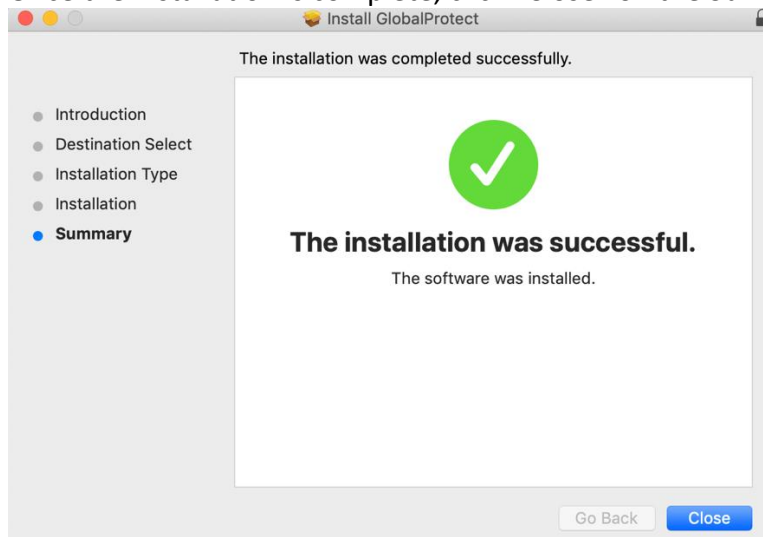 Install GlobalProtect
The installation was completed successfully.
Introduction
Destination Select
Installation Type
Installation
Summary
The installation was successful.
The software was installed.
Go Back
Close